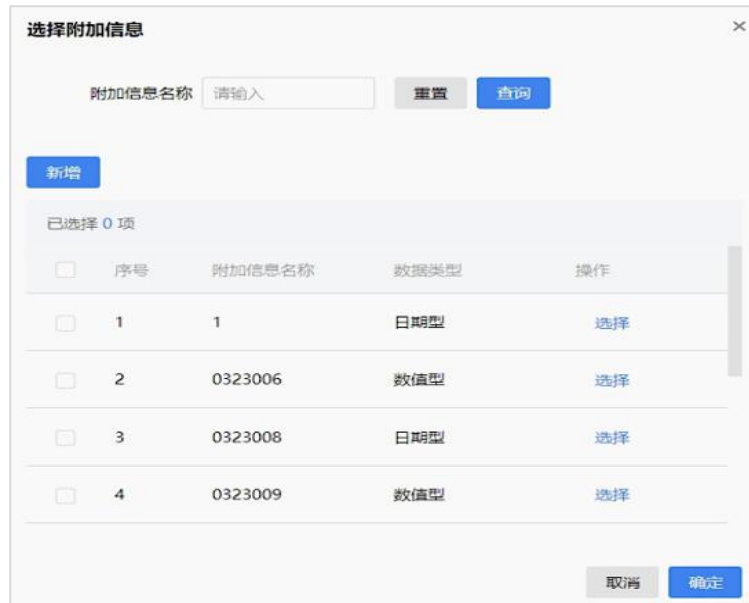 选择附加信息 ×
附加信息名称 请输入 重置 查询
新增
已选择 0 项
序号 附加信息名称 数据类型 操作
1 1 日期型 选择
2 0323006 数值型 选择
3 0323008 日期型 选择
4 0323009 数值型 选择
取消 确定